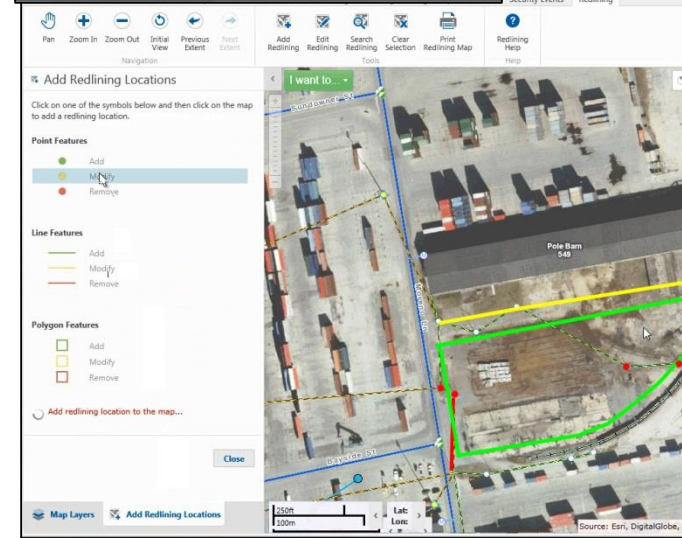 Security Events Redlining
Pan Zoom In Zoom Out Initial View Previous Extent Next Extent
Add Redlining Edit Redlining Search Redlining Clear Selection Print Redlining Map
Redlining Help
Navigation Tools Help
Add Redlining Locations
Click on one of the symbols below and then click on the map
to add a redlining location.
Point Features
Add
Modify
Remove
Line Features
Add
Modify
Remove
Polygon Features
Add
Modify
Remove
Add redlining location to the map...
Close
Map Layers Add Redlining Locations
I want to...
Sundowner St
Pole Barn
549
Bayside St
250ft
100m
Lat:
Lon:
Source: Esri, DigitalGlobe,